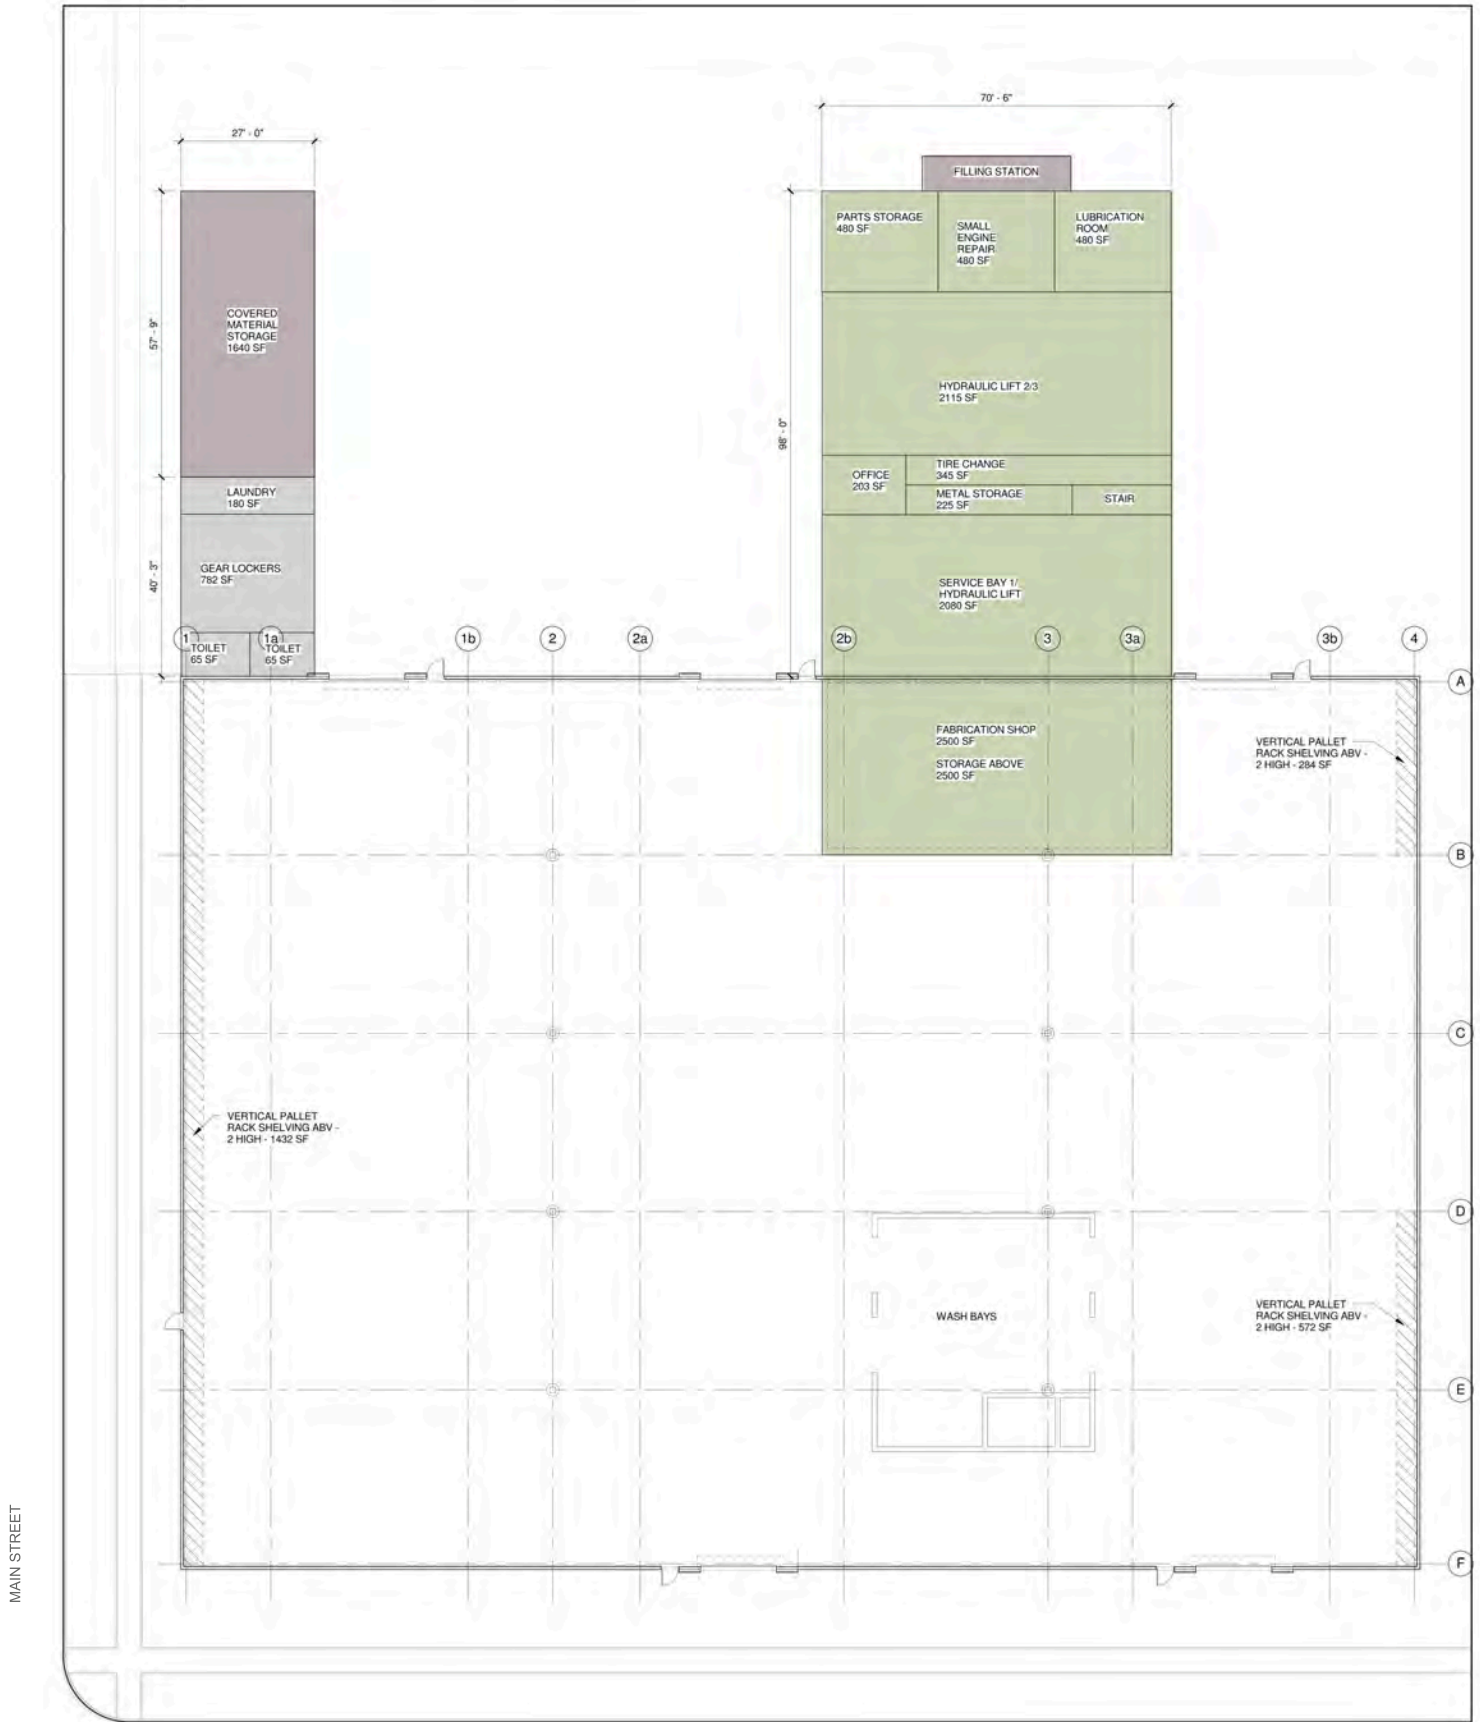 70' - 6"
27' - 0"
FILLING STATION
PARTS STORAGE
480 SF
SMALL
ENGINE
REPAIR
480 SF
LUBRICATION
ROOM
480 SF
COVERED
MATERIAL
STORAGE
1640 SF
57' - 9"
HYDRAULIC LIFT 2/3
2115 SF
98' - 0"
OFFICE
203 SF
TIRE CHANGE
345 SF
METAL STORAGE
225 SF
STAIR
LAUNDRY
180 SF
GEAR LOCKERS
782 SF
40' - 3"
SERVICE BAY 1/
HYDRAULIC LIFT
2080 SF
1
1a
1b
2
2a
2b
3
3a
3b
4
TOILET
65 SF
TOILET
65 SF
A
FABRICATION SHOP
2500 SF
STORAGE ABOVE
2500 SF
VERTICAL PALLET
RACK SHELVING ABV -
2 HIGH - 284 SF
B
C
VERTICAL PALLET
RACK SHELVING ABV -
2 HIGH - 1432 SF
D
WASH BAYS
VERTICAL PALLET
RACK SHELVING ABV -
2 HIGH - 572 SF
E
F
MAIN STREET